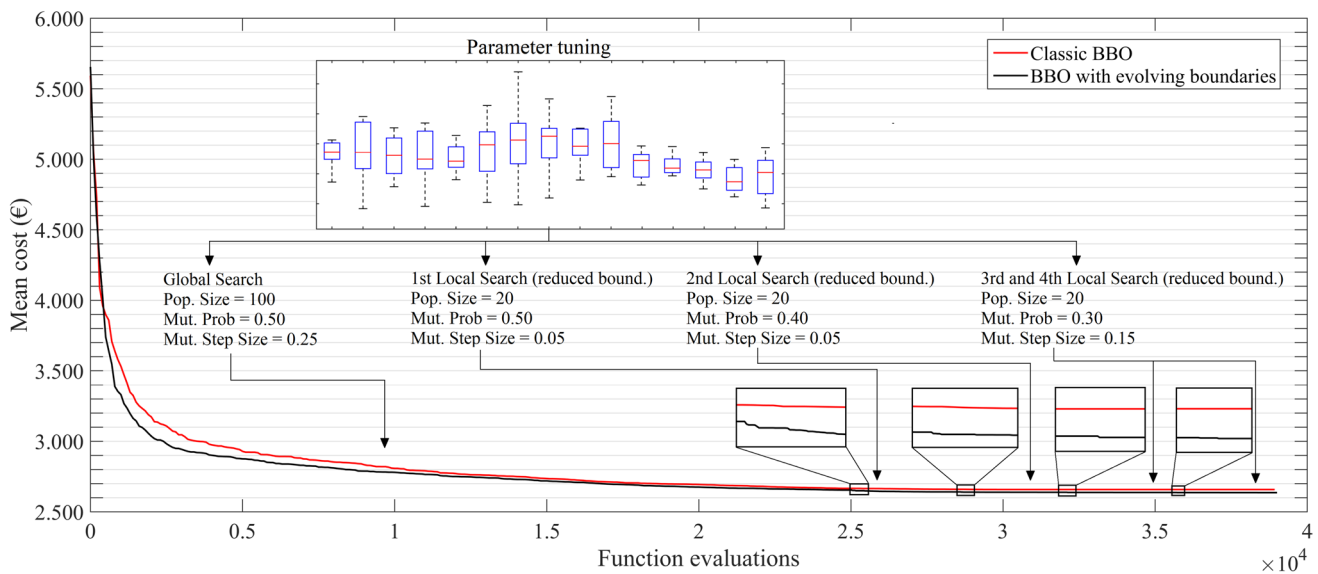 6.000
5.500
5.000
4.500
4.000
3.500
3.000
2.500
Mean cost (€)
Parameter tuning
Classic BBO
BBO with evolving boundaries
Global Search
Pop. Size = 100
Mut. Prob = 0.50
Mut. Step Size = 0.25
1st Local Search (reduced bound.)
Pop. Size = 20
Mut. Prob = 0.50
Mut. Step Size = 0.05
2nd Local Search (reduced bound.)
Pop. Size = 20
Mut. Prob = 0.40
Mut. Step Size = 0.05
3rd and 4th Local Search (reduced bound.)
Pop. Size = 20
Mut. Prob = 0.30
Mut. Step Size = 0.15
0 0.5 1 1.5 2 2.5 3 3.5 4
×10⁴
Function evaluations